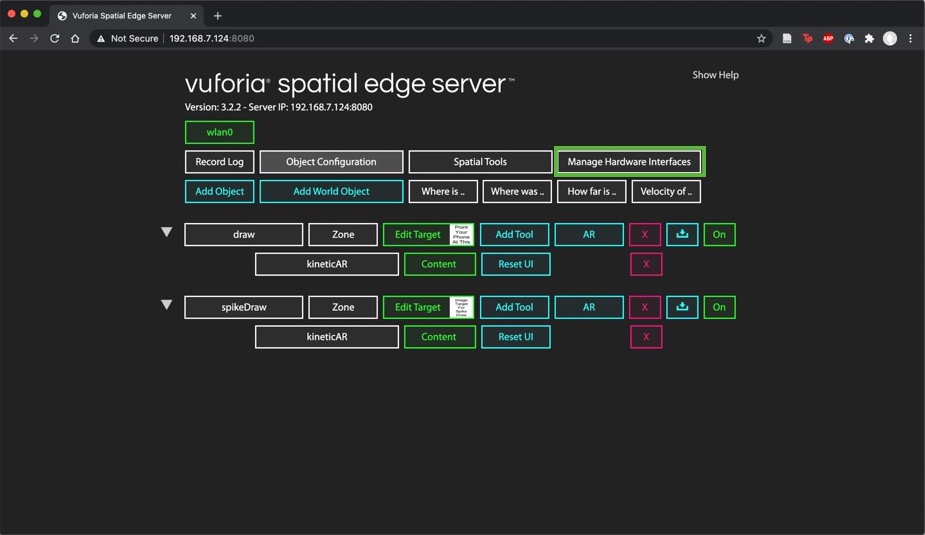 Vuforia Spatial Edge Server
Not Secure | 192.168.7.124:8080
Show Help
vuforia® spatial edge server™
Version: 3.2.2 - Server IP: 192.168.7.124:8080
wlan0
Record Log Object Configuration Spatial Tools Manage Hardware Interfaces
Add Object Add World Object Where is .. Where was .. How far is .. Velocity of ..
draw Zone Edit Target Point Your Phone At This Add Tool AR X On
kineticAR Content Reset UI X
spikeDraw Zone Edit Target Image Target For Spike Draw Add Tool AR X On
kineticAR Content Reset UI X